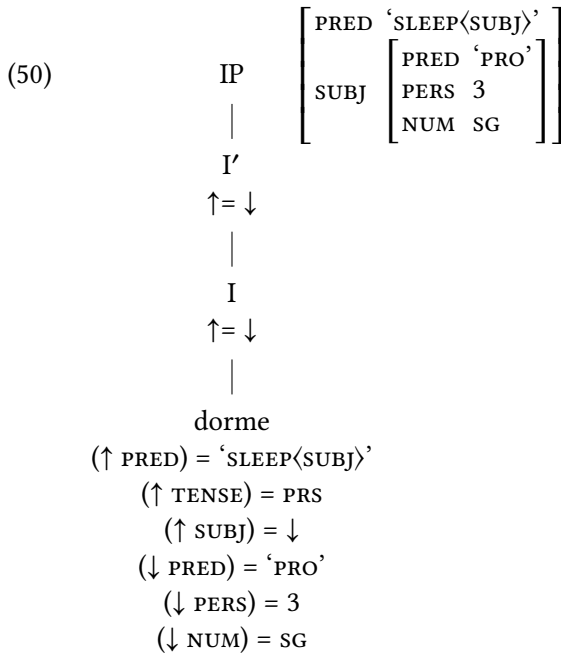 (50)
IP
[PRED ‘SLEEP⟨SUBJ⟩’
SUBJ [PRED ‘PRO’
PERS 3
NUM SG]]
I′
↑= ↓
I
↑= ↓
dorme
(↑ PRED) = ‘SLEEP⟨SUBJ⟩’
(↑ TENSE) = PRS
(↑ SUBJ) = ↓
(↓ PRED) = ‘PRO’
(↓ PERS) = 3
(↓ NUM) = SG